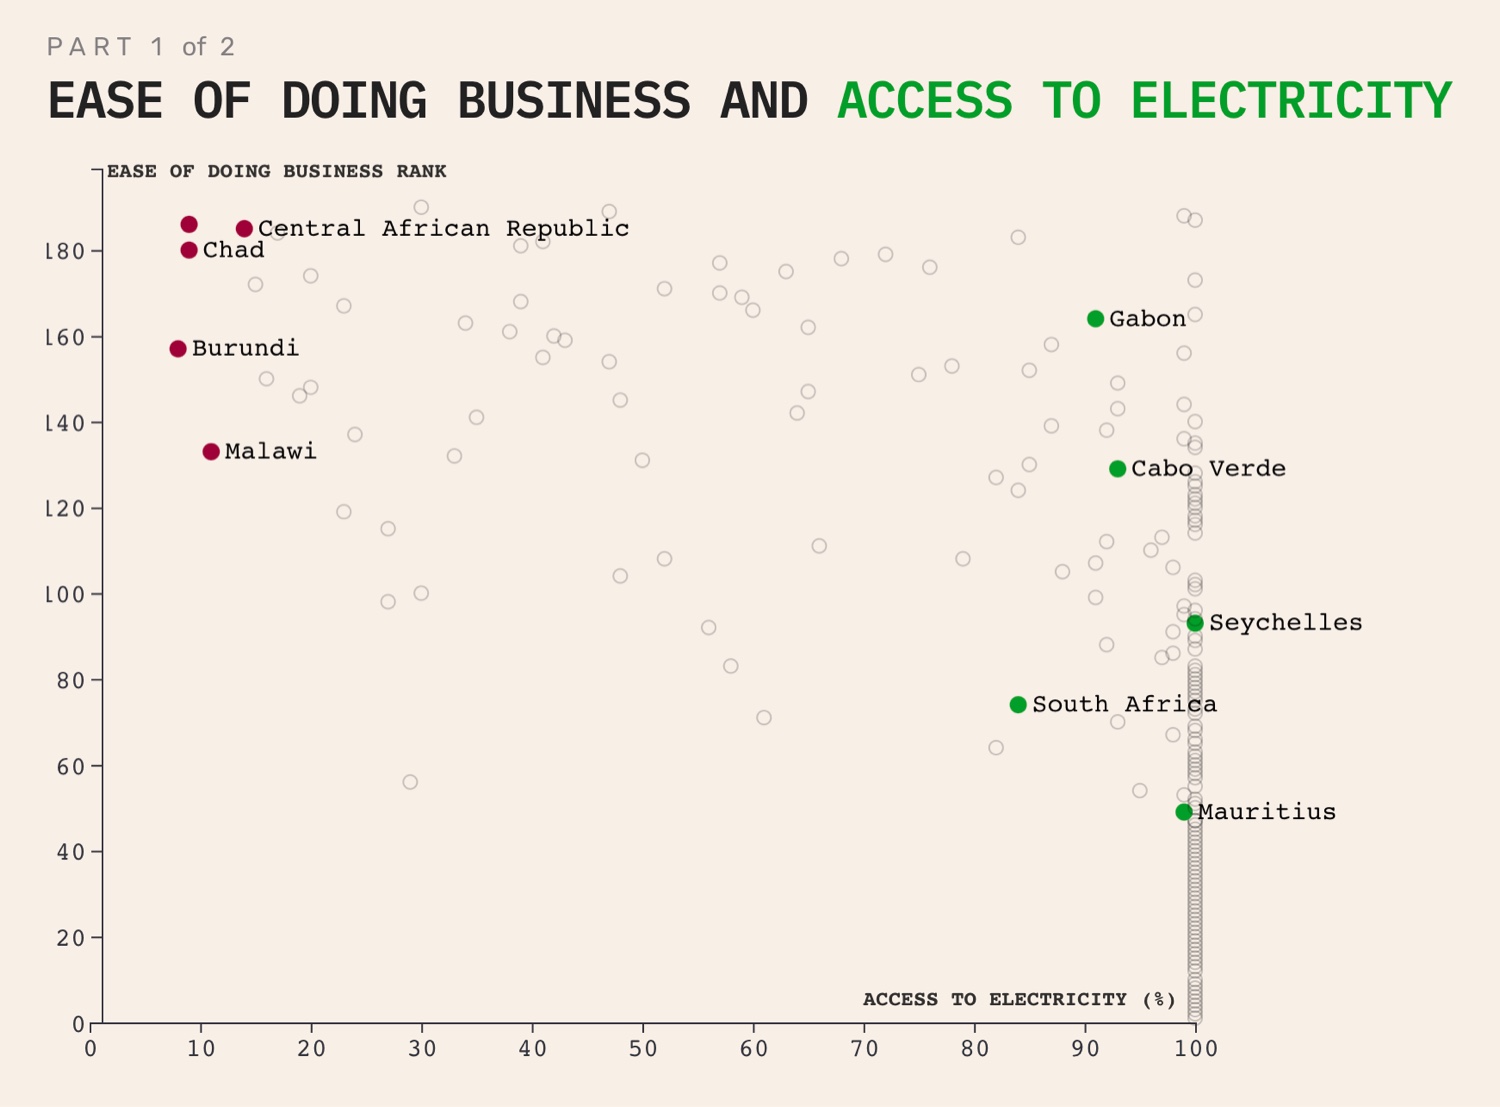 PART 1 of 2
EASE OF DOING BUSINESS AND ACCESS TO ELECTRICITY
EASE OF DOING BUSINESS RANK
Central African Republic
180
Chad
Gabon
160
Burundi
140
Malawi
Cabo Verde
120
100
Seychelles
80
South Africa
60
Mauritius
40
20
ACCESS TO ELECTRICITY (%)
0
0 10 20 30 40 50 60 70 80 90 100